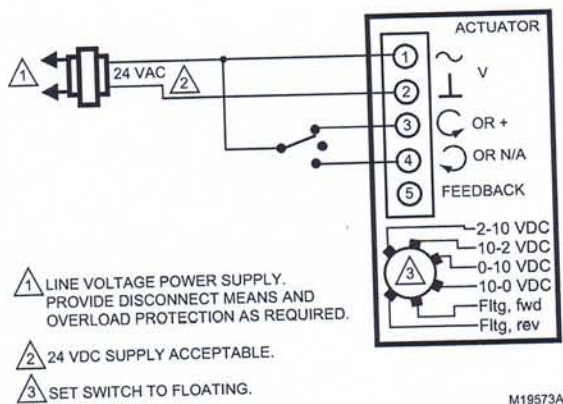 ACTUATOR
1
24 VAC
2
1
V
2
3
OR +
4
OR N/A
5
FEEDBACK
2-10 VDC
10-2 VDC
0-10 VDC
10-0 VDC
Fltg, fwd
Fltg, rev
3
1 LINE VOLTAGE POWER SUPPLY.
PROVIDE DISCONNECT MEANS AND
OVERLOAD PROTECTION AS REQUIRED.
2 24 VDC SUPPLY ACCEPTABLE.
3 SET SWITCH TO FLOATING.
M19573A